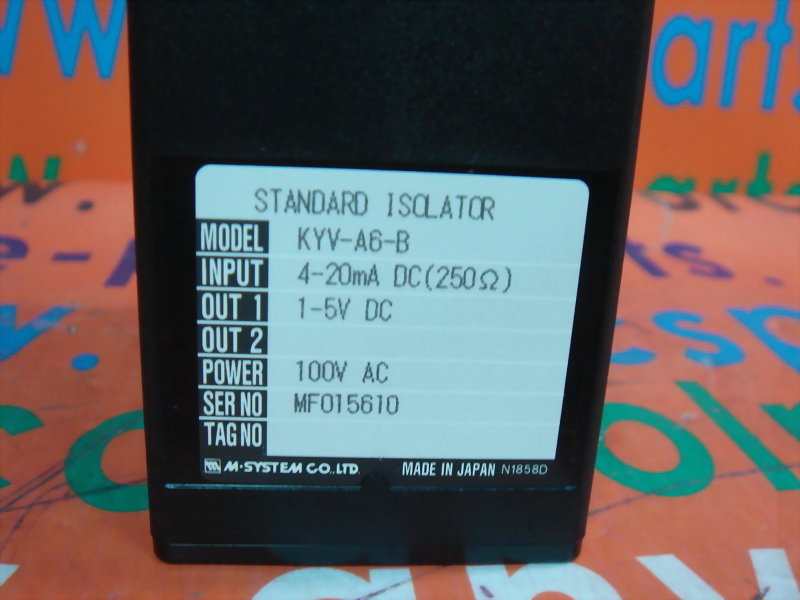 STANDARD ISOLATOR
MODEL KYV-A6-B
INPUT 4-20mA DC(250Ω)
OUT 1 1-5V DC
OUT 2
POWER 100V AC
SER NO MF015610
TAG NO
M-SYSTEM CO.,LTD. MADE IN JAPAN N1858D